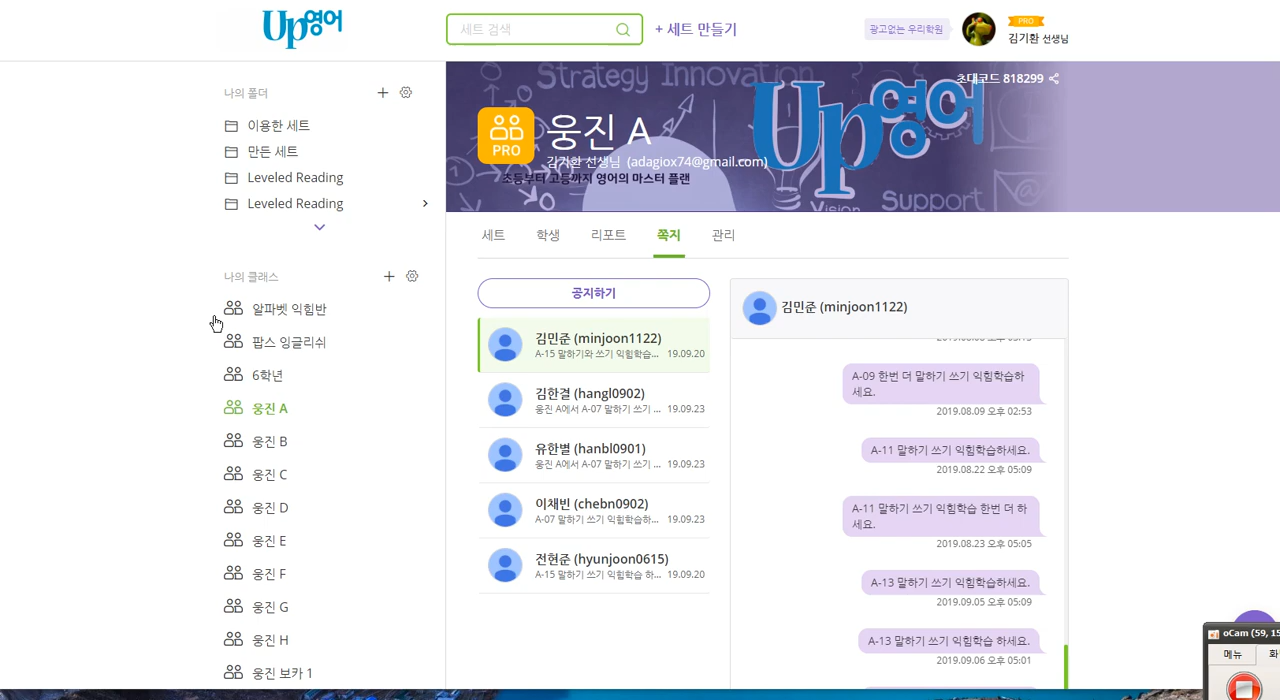 Up영어
세트 검색
+ 세트 만들기
광고없는 우리학원
PRO
김기환 선생님
나의 폴더
이용한 세트
만든 세트
Leveled Reading
Leveled Reading
나의 클래스
알파벳 익힘반
팝스 잉글리쉬
6학년
웅진 A
웅진 B
웅진 C
웅진 D
웅진 E
웅진 F
웅진 G
웅진 H
웅진 보카 1
Strategy Innovation
초대코드 818299
PRO
웅진 A
김기환 선생님 (adagiox74@gmail.com)
초등부터 고등까지 영어의 마스터 플랜
Up영어
Vision
Support
세트
학생
리포트
쪽지
관리
공지하기
김민준 (minjoon1122)
A-15 말하기와 쓰기 익힘학습... 19.09.20
김한결 (hangl0902)
웅진 A에서 A-07 말하기 쓰기 ... 19.09.23
유한별 (hanbl0901)
웅진 A에서 A-07 말하기 쓰기 ... 19.09.23
이채빈 (chebn0902)
A-07 말하기 쓰기 익힘학습하... 19.09.23
전현준 (hyunjoon0615)
A-15 말하기 쓰기 익힘학습 하... 19.09.20
김민준 (minjoon1122)
A-09 한번 더 말하기 쓰기 익힘학습하
세요.
2019.08.09 오후 02:53
A-11 말하기 쓰기 익힘학습하세요.
2019.08.22 오후 05:09
A-11 말하기 쓰기 익힘학습 한번 더 하
세요.
2019.08.23 오후 05:05
A-13 말하기 쓰기 익힘학습하세요.
2019.09.05 오후 05:09
A-13 말하기 쓰기 익힘학습 하세요.
2019.09.06 오후 05:01
oCam (59, 15
메뉴